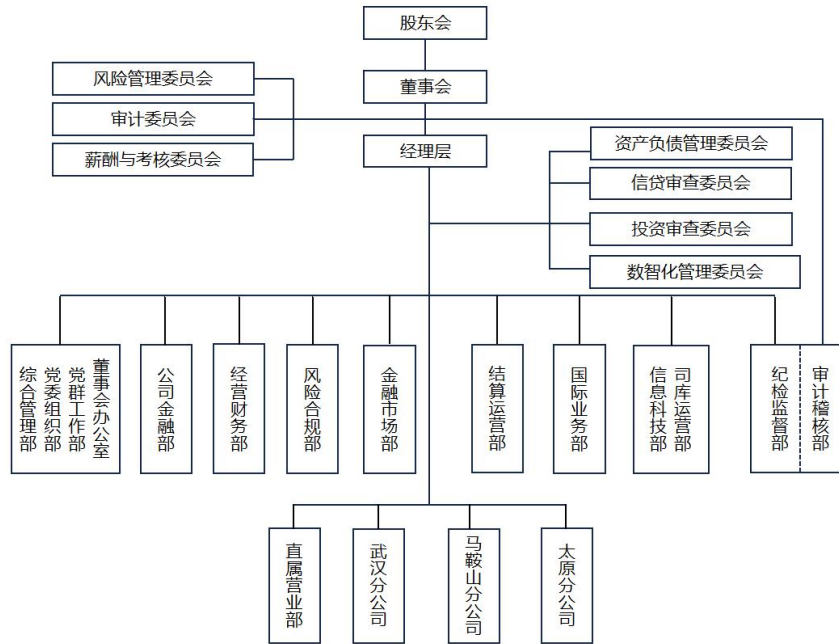 股东会
董事会
风险管理委员会
审计委员会
薪酬与考核委员会
经理层
资产负债管理委员会
信贷审查委员会
投资审查委员会
数智化管理委员会
董事会办公室
党群工作部
党委组织部
综合管理部
公司金融部
经营财务部
风险合规部
金融市场部
结算运营部
国际业务部
司库运营部
信息科技部
纪检监督部
审计稽核部
直属营业部
武汉分公司
马鞍山分公司
太原分公司